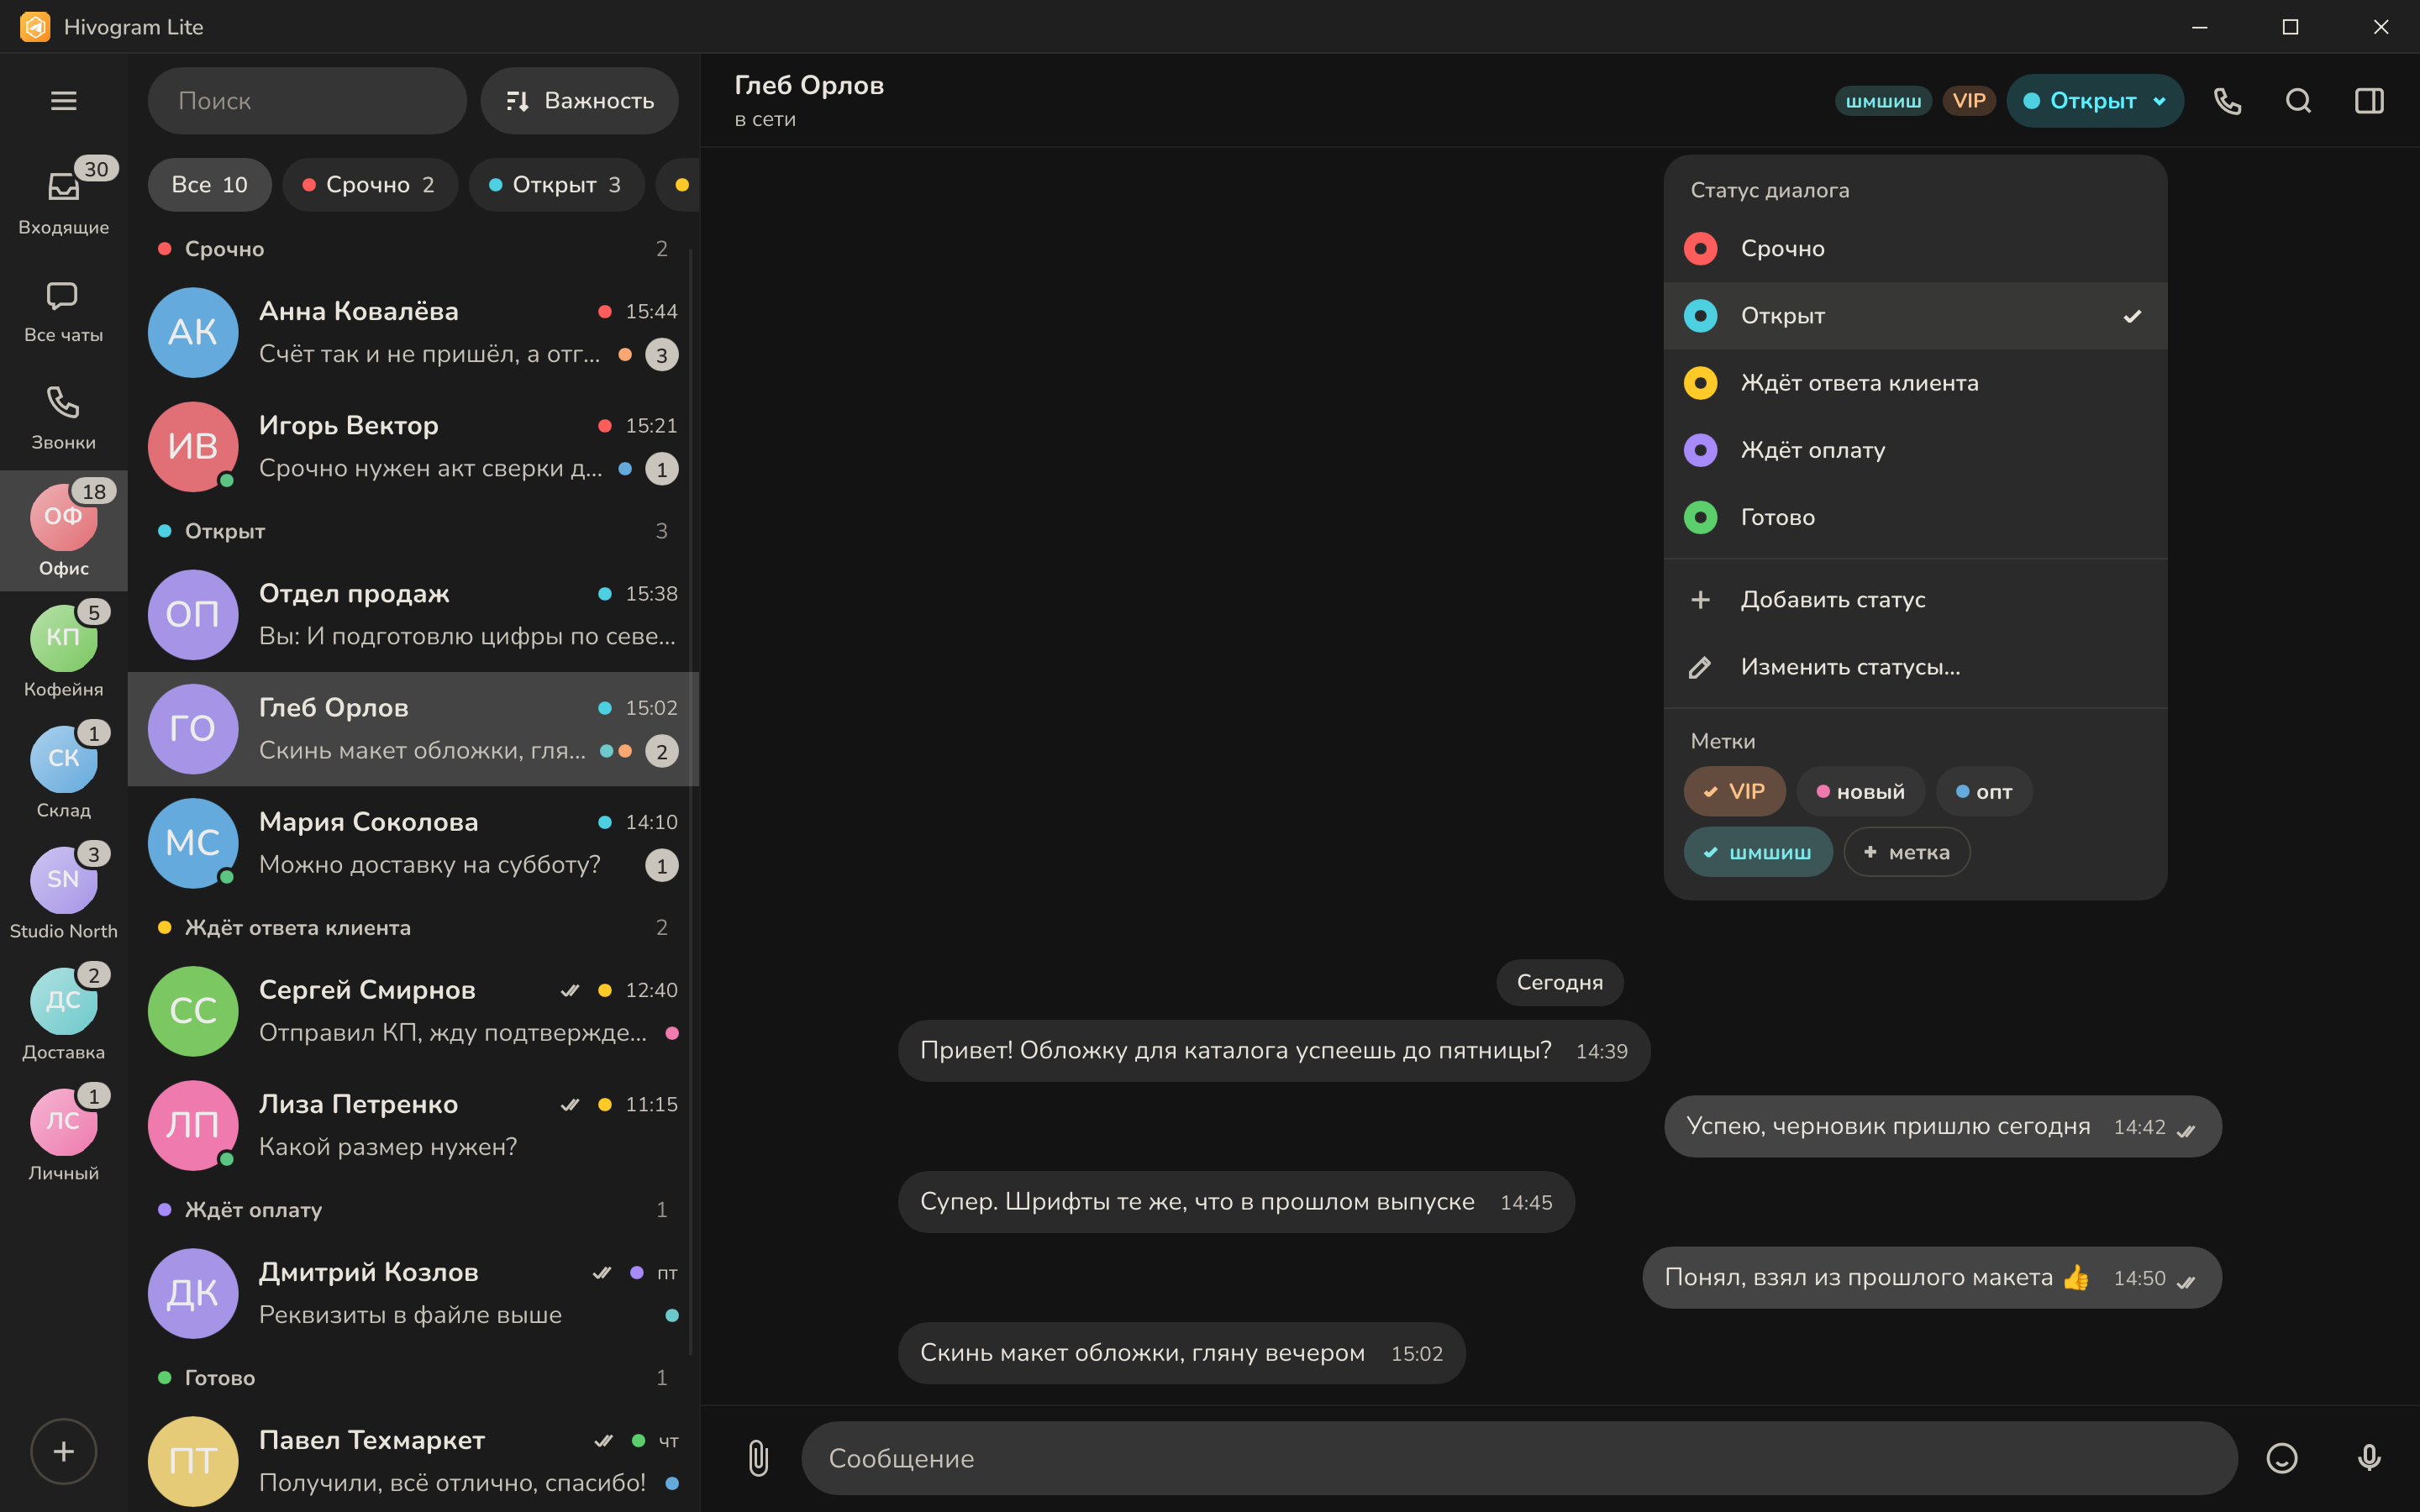 Hivogram Lite
30
Входящие
Все чаты
Звонки
18
ОФ
Офис
5
КП
Кофейня
1
СК
Склад
3
SN
Studio North
2
ДС
Доставка
1
ЛС
Личный
Поиск
Важность
Все 10
Срочно 2
Открыт 3
Срочно 2
АК
Анна Ковалёва 15:44
Счёт так и не пришёл, а отг... 3
ИВ
Игорь Вектор 15:21
Срочно нужен акт сверки д... 1
Открыт 3
ОП
Отдел продаж 15:38
Вы: И подготовлю цифры по севе...
ГО
Глеб Орлов 15:02
Скинь макет обложки, гля... 2
МС
Мария Соколова 14:10
Можно доставку на субботу? 1
Ждёт ответа клиента 2
СС
Сергей Смирнов 12:40
Отправил КП, жду подтвержде...
ЛП
Лиза Петренко 11:15
Какой размер нужен?
Ждёт оплату 1
ДК
Дмитрий Козлов пт
Реквизиты в файле выше
Готово 1
ПТ
Павел Техмаркет чт
Получили, всё отлично, спасибо!
Глеб Орлов
в сети
шмшиш VIP Открыт
Статус диалога
Срочно
Открыт
Ждёт ответа клиента
Ждёт оплату
Готово
Добавить статус
Изменить статусы...
Метки
VIP новый опт
шмшиш + метка
Сегодня
Привет! Обложку для каталога успеешь до пятницы? 14:39
Успею, черновик пришлю сегодня 14:42
Супер. Шрифты те же, что в прошлом выпуске 14:45
Понял, взял из прошлого макета 👍 14:50
Скинь макет обложки, гляну вечером 15:02
Сообщение